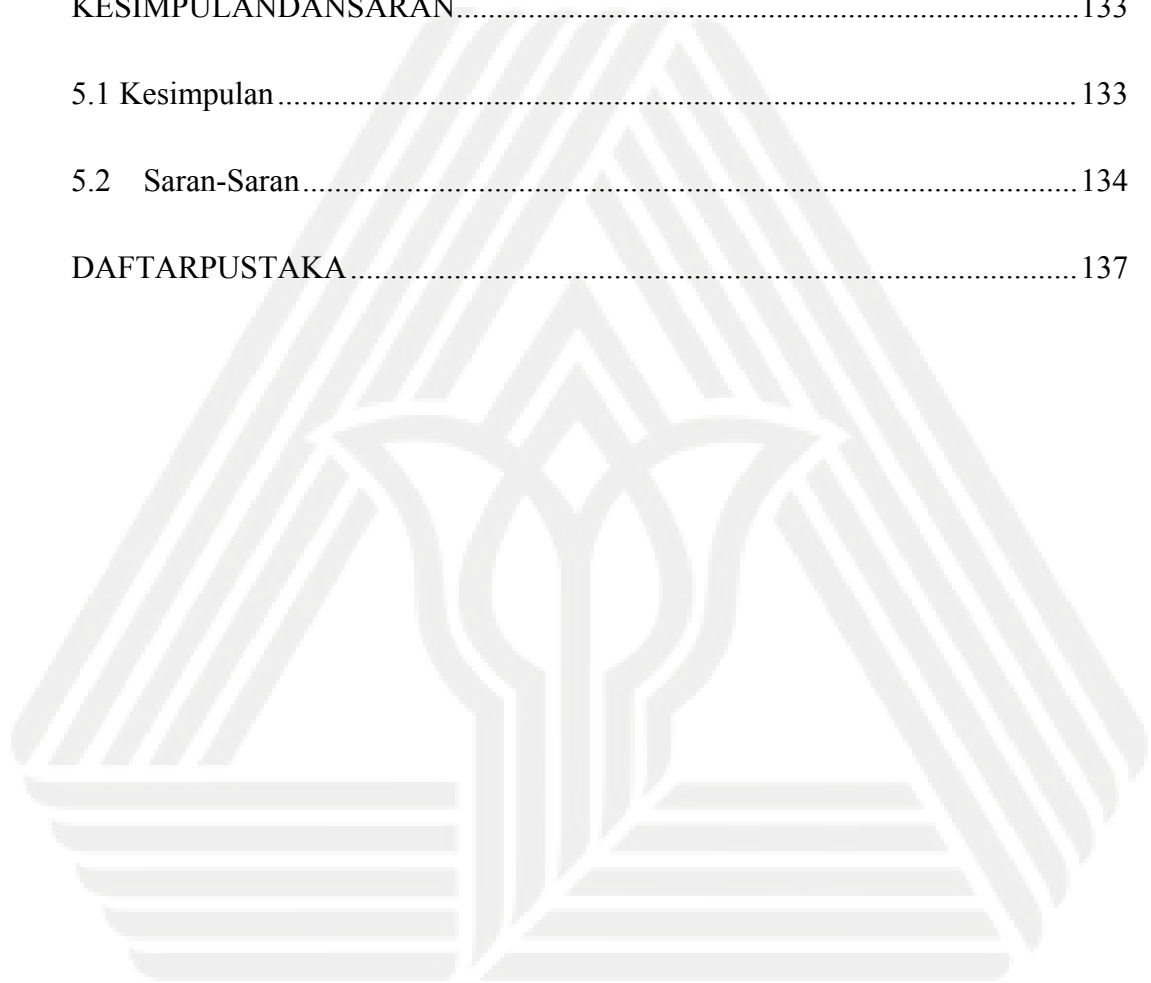 KESIMPULANDANSARAN........................................................................................133
5.1 Kesimpulan....................................................................................................133
5.2 Saran-Saran.................................................................................................134
DAFTARPUSTAKA............................................................................................137